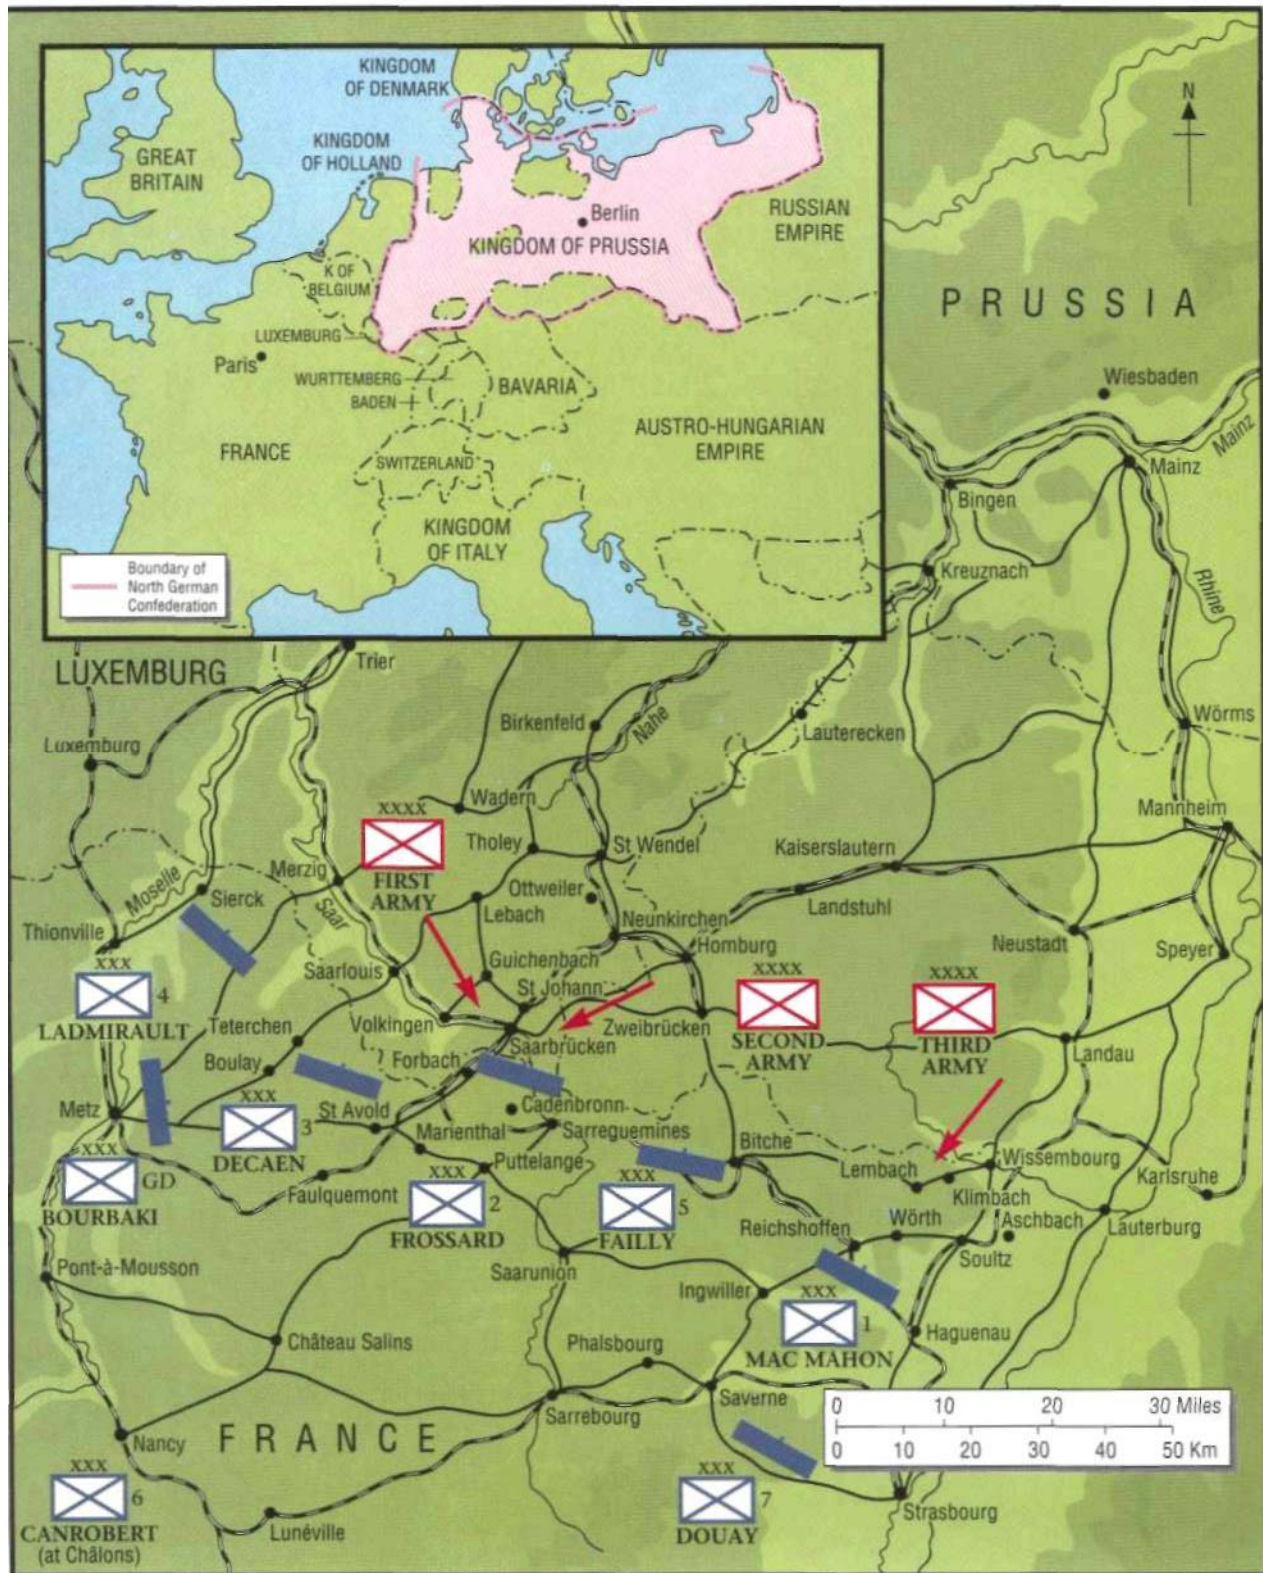 KINGDOM
OF DENMARK
KINGDOM
OF HOLLAND
GREAT
BRITAIN
Berlin
KINGDOM OF PRUSSIA
RUSSIAN
EMPIRE
K OF
BELGIUM
LUXEMBURG
Paris
WURTTEMBERG
BADEN
BAVARIA
FRANCE
AUSTRO-HUNGARIAN
EMPIRE
SWITZERLAND
KINGDOM
OF ITALY
Boundary of
North German
Confederation
N
PRUSSIA
Wiesbaden
Mainz
Mainz
Bingen
Kreuznach
Rhine
LUXEMBURG
Trier
Luxemburg
Birkenfeld
Nahe
Lauterecken
Wörms
Wadern
Mannheim
XXXX
FIRST
ARMY
Tholey
St Wendel
Kaiserslautern
Merzig
Moselle
Sierck
Saar
Ottweiler
Lebach
Landstuhl
Thionville
Neunkirchen
Homburg
Neustadt
Speyer
XXX
4
LADMIRAULT
Saarlouis
Guichenbach
St Johann
XXXX
SECOND
ARMY
XXXX
THIRD
ARMY
Teterchen
Volkingen
Zweibrücken
Saarbrücken
Landau
Boulay
Forbach
Metz
St Avold
Cadenbronn
XXX
3
DECAEN
Marienthal
Sarreguemines
Bitche
Lembach
Wissembourg
Karlsruhe
XXX
GD
BOURBAKI
Faulquemont
Puttelange
XXX
2
FROSSARD
XXX
5
FAILLY
Klimbach
Reichshoffen
Wörth
Aschbach
Lauterburg
Soultz
Pont-à-Mousson
Saarunion
Ingwiller
XXX
1
MAC MAHON
Haguenau
Château Salins
Phalsbourg
Saverne
Sarrebourg
0 10 20 30 Miles
0 10 20 30 40 50 Km
Nancy
FRANCE
XXX
6
CANROBERT
(at Châlons)
Lunéville
XXX
7
DOUAY
Strasbourg